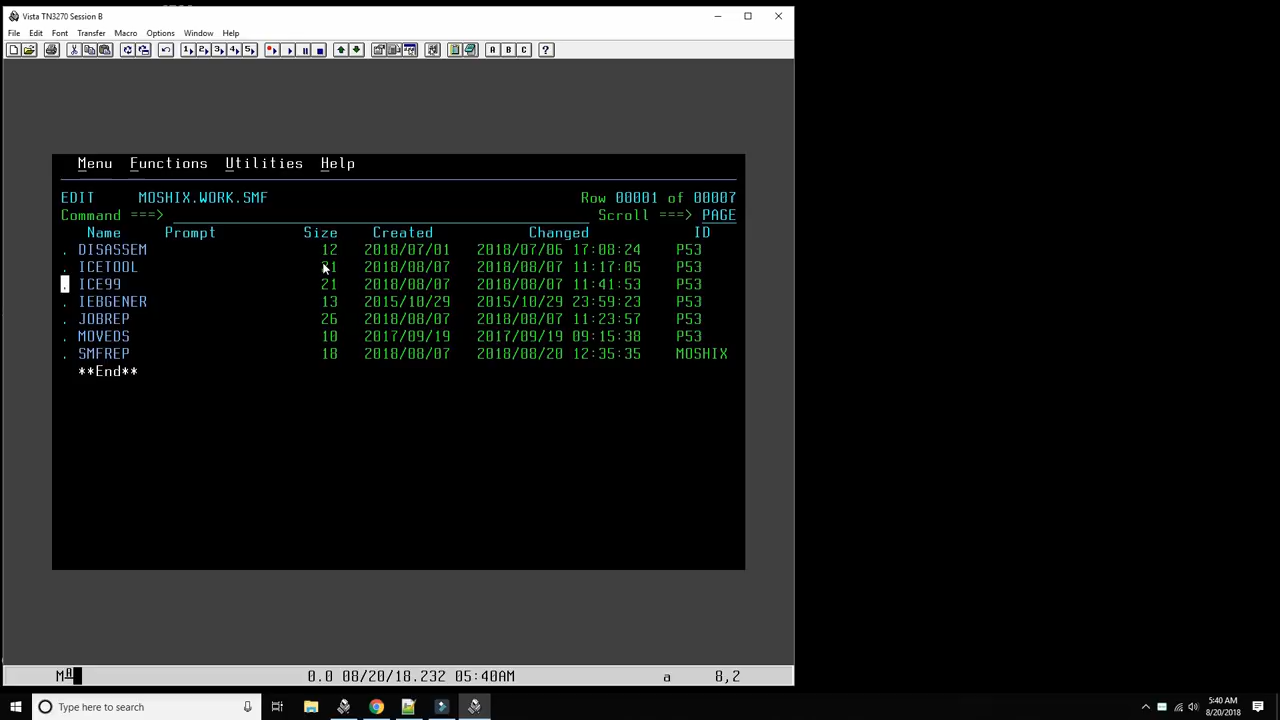 Vista TN3270 Session B
File Edit Font Transfer Macro Options Window Help
1 2 3 4 5 A B C ?
Menu Functions Utilities Help
EDIT MOSHIX.WORK.SMF Row 00001 of 00007
Command ===> Scroll ===> PAGE
Name Prompt Size Created Changed ID
. DISASSEM 12 2018/07/01 2018/07/06 17:08:24 P53
. ICETOOL 2018/08/07 2018/08/07 11:17:05 P53
. ICE99 21 2018/08/07 2018/08/07 11:41:53 P53
. IEBGENER 13 2015/10/29 2015/10/29 23:59:23 P53
. JOBREP 26 2018/08/07 2018/08/07 11:23:57 P53
. MOVEDS 10 2017/09/19 2017/09/19 09:15:38 P53
. SMFREP 18 2018/08/07 2018/08/20 12:35:35 MOSHIX
**End**
0.0 08/20/18.232 05:40AM a 8,2
Type here to search
5:40 AM
8/20/2018